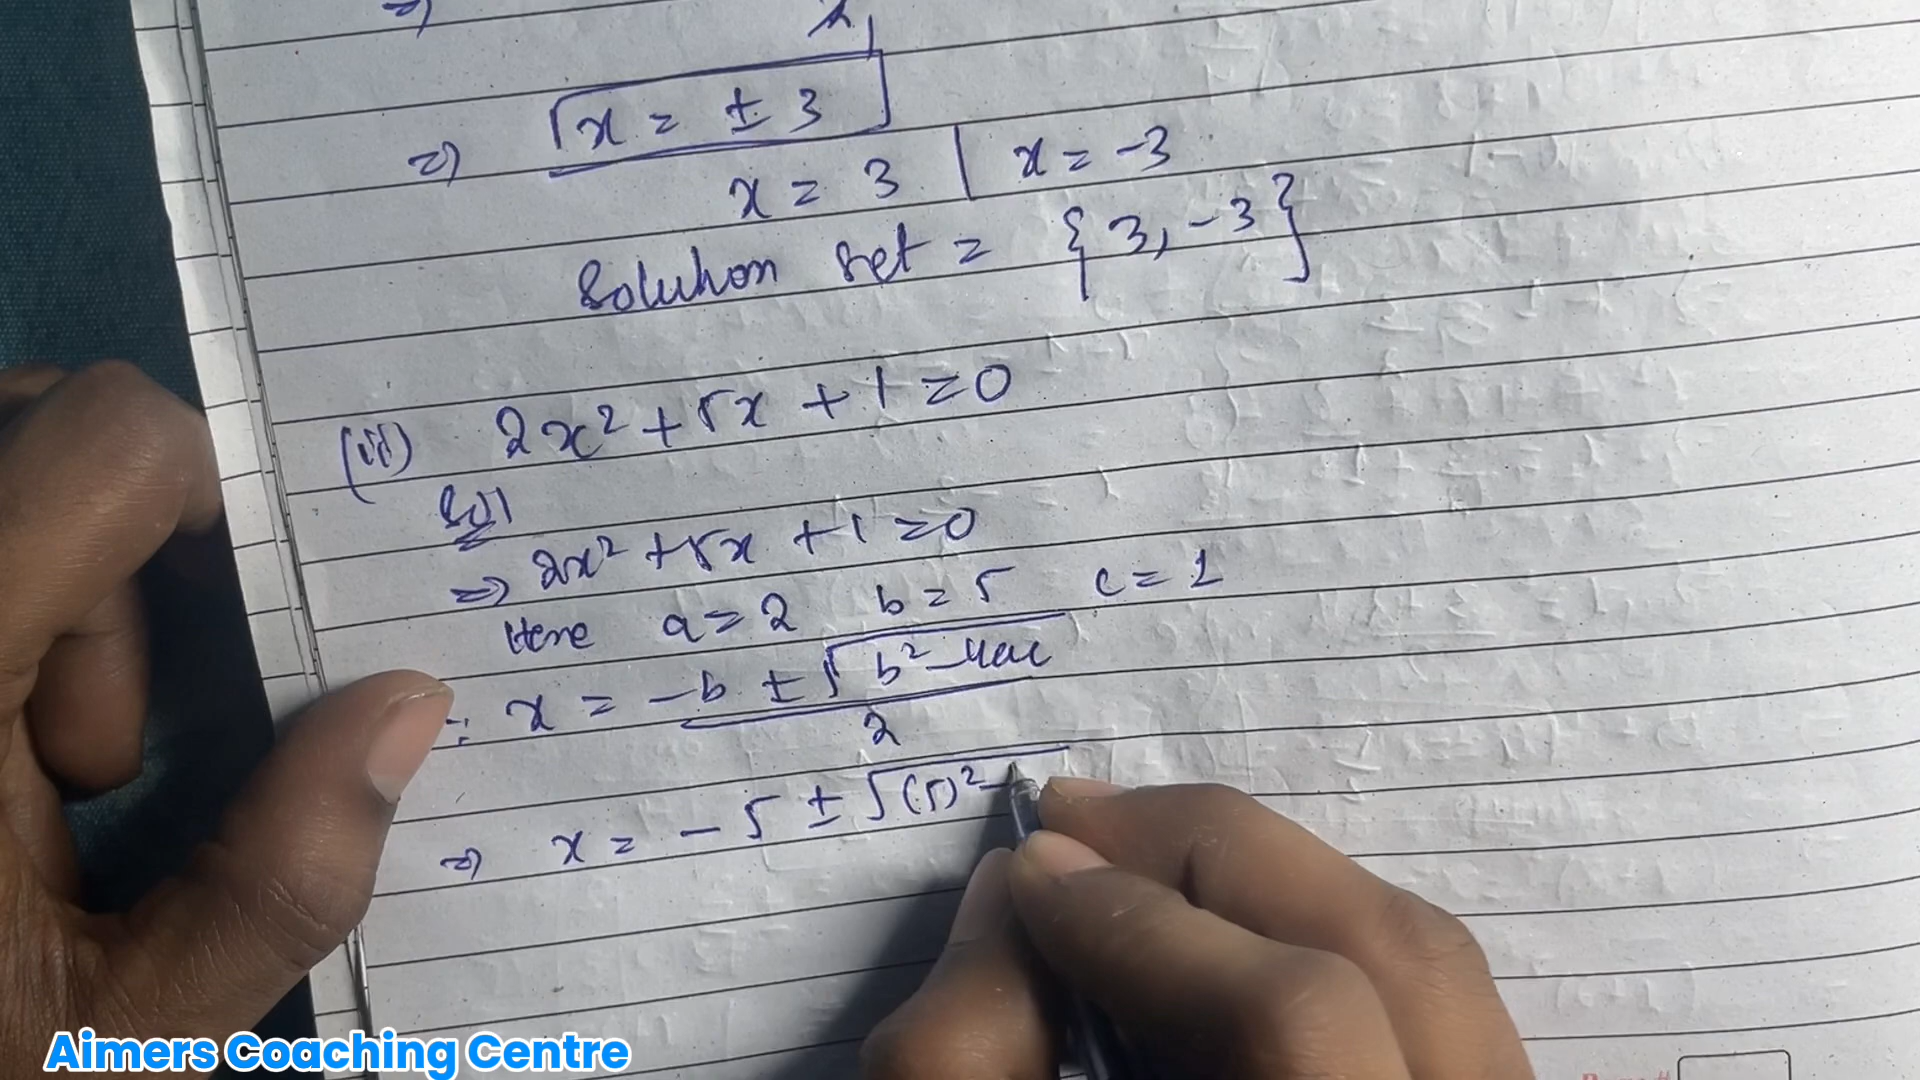 ⇒
⇒ x = ± 3
x = 3 | x = -3
Solution set = {3, -3}
(ii) 2x² + 5x + 1 = 0
Sol
⇒ 2x² + 5x + 1 = 0
Here a = 2 b = 5 c = 1
∴ x = -b ± √b² - 4ac
2
⇒ x = - 5 ± √(5)² -
Aimers Coaching Centre